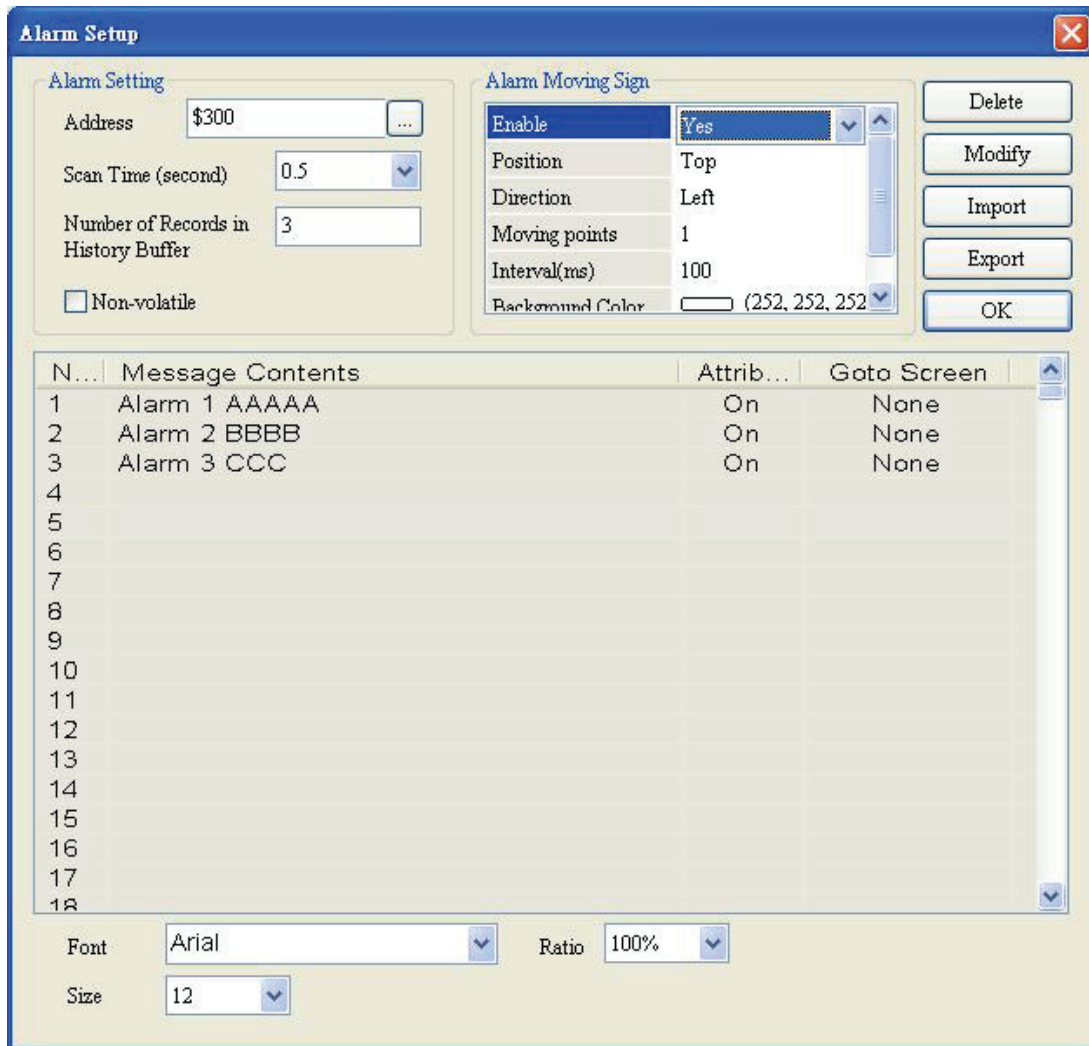 Alarm Setup
Alarm Setting
Address $300 ...
Scan Time (second) 0.5
Number of Records in
History Buffer
3
Non-volatile
Alarm Moving Sign
Enable Yes
Position Top
Direction Left
Moving points 1
Interval(ms) 100
Background Color (252, 252, 252
Delete
Modify
Import
Export
OK
N... Message Contents Attrib... Goto Screen
1 Alarm 1 AAAAA On None
2 Alarm 2 BBBB On None
3 Alarm 3 CCC On None
4
5
6
7
8
9
10
11
12
13
14
15
16
17
18
Font Arial Ratio 100%
Size 12